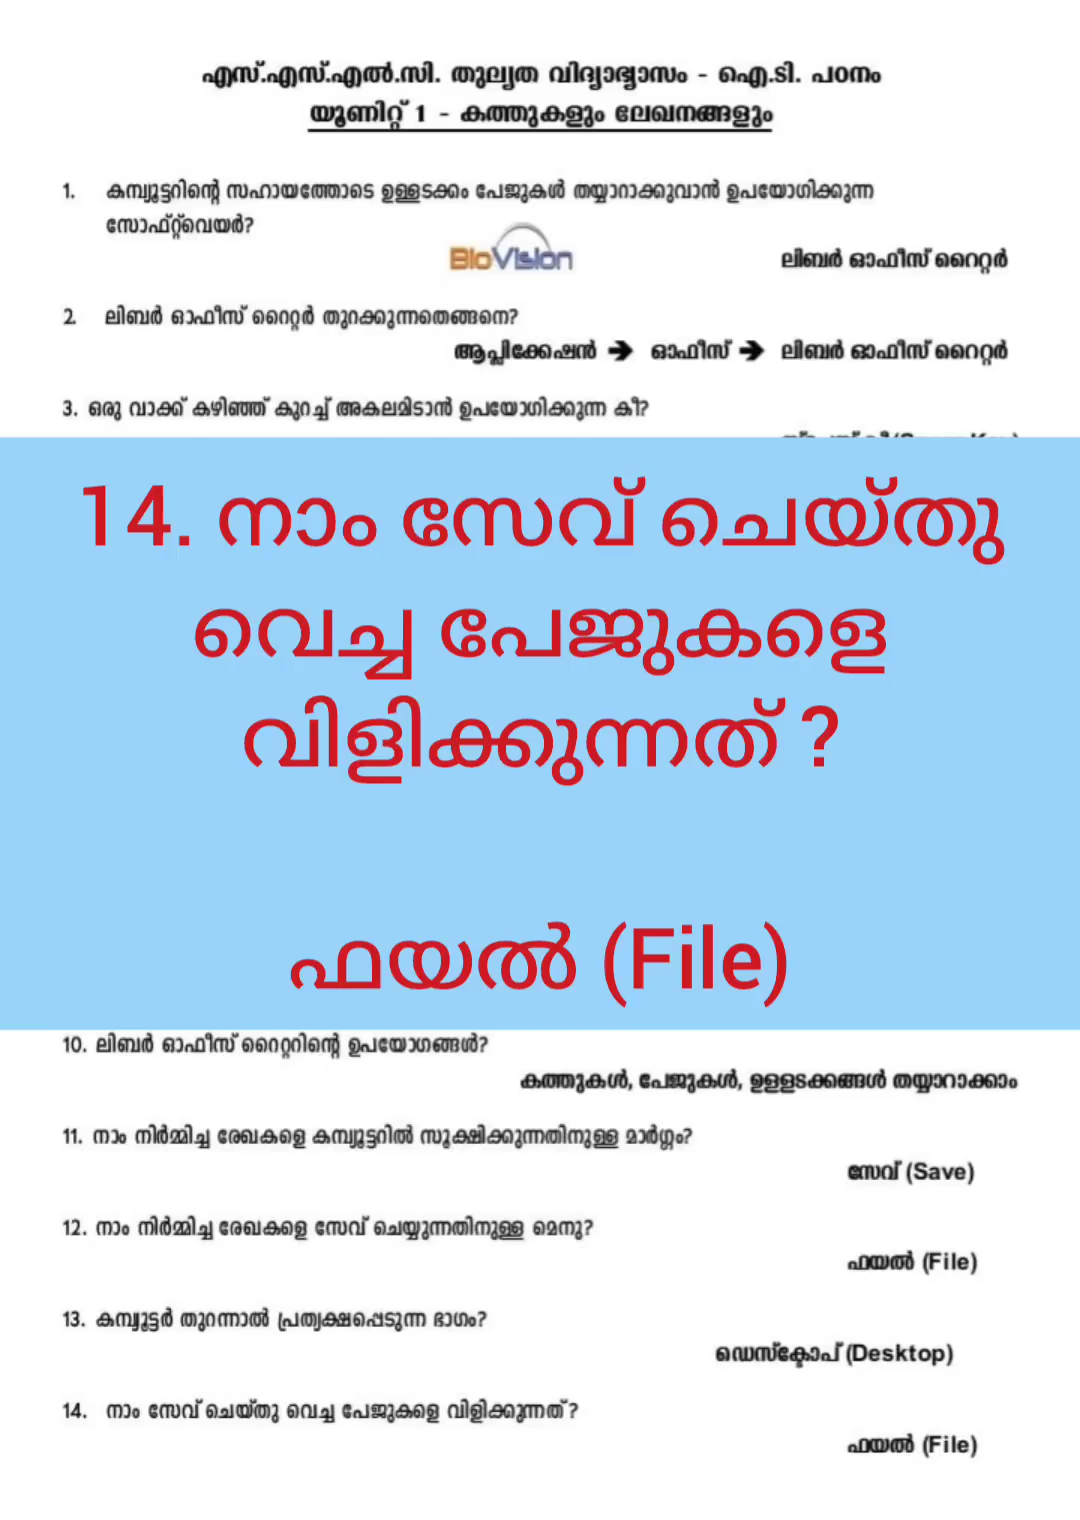 എസ്.എസ്.എൽ.സി. തുല്യത വിദ്യാഭ്യാസം - ഐ.ടി. പഠനം
യൂണിറ്റ് 1 - കത്തുകളും ലേഖനങ്ങളും
1. കമ്പ്യൂട്ടറിന്റെ സഹായത്തോടെ ഉള്ളടക്കം പേജുകൾ തയ്യാറാക്കുവാൻ ഉപയോഗിക്കുന്ന
സോഫ്റ്റ്‌വെയർ?
BioVision
ലിബർ ഓഫീസ് റൈറ്റർ
2. ലിബർ ഓഫീസ് റൈറ്റർ തുറക്കുന്നതെങ്ങനെ?
ആപ്ലിക്കേഷൻ ➔ ഓഫീസ് ➔ ലിബർ ഓഫീസ് റൈറ്റർ
3. ഒരു വാക്ക് കഴിഞ്ഞ് കുറച്ച് അകലമിടാൻ ഉപയോഗിക്കുന്ന കീ?
14. നാം സേവ് ചെയ്തു
വെച്ച പേജുകളെ
വിളിക്കുന്നത് ?
ഫയൽ (File)
10. ലിബർ ഓഫീസ് റൈറ്ററിന്റെ ഉപയോഗങ്ങൾ?
കത്തുകൾ, പേജുകൾ, ഉള്ളടക്കങ്ങൾ തയ്യാറാക്കാം
11. നാം നിർമ്മിച്ച രേഖകളെ കമ്പ്യൂട്ടറിൽ സൂക്ഷിക്കുന്നതിനുള്ള മാർഗ്ഗം?
സേവ് (Save)
12. നാം നിർമ്മിച്ച രേഖകളെ സേവ് ചെയ്യുന്നതിനുള്ള മെനു?
ഫയൽ (File)
13. കമ്പ്യൂട്ടർ തുറന്നാൽ പ്രത്യക്ഷപ്പെടുന്ന ഭാഗം?
ഡെസ്ക്ടോപ് (Desktop)
14. നാം സേവ് ചെയ്തു വെച്ച പേജുകളെ വിളിക്കുന്നത് ?
ഫയൽ (File)